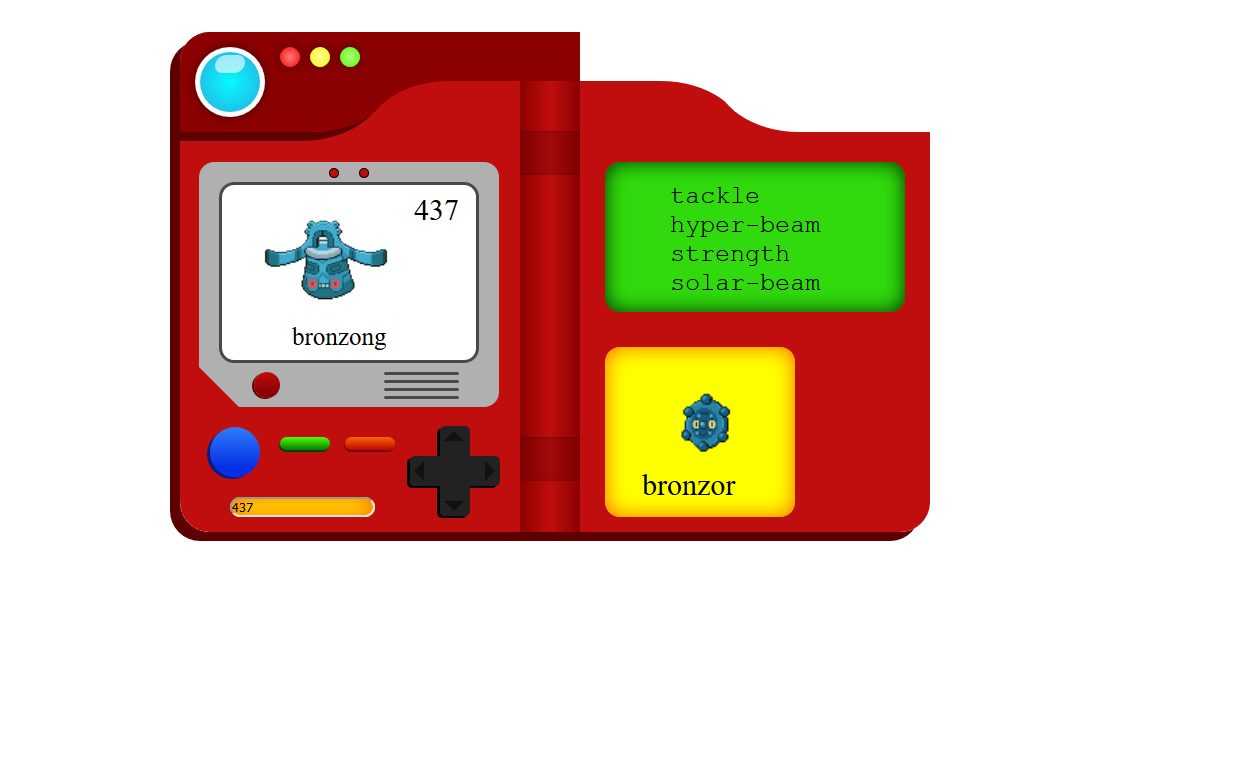 437
bronzong
437
tackle
hyper-beam
strength
solar-beam
bronzor